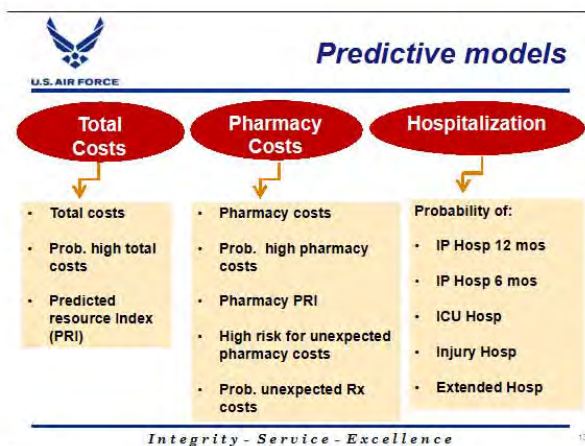 U.S. AIR FORCE
Predictive models
Total
Costs
• Total costs
• Prob. high total
costs
• Predicted
resource Index
(PRI)
Pharmacy
Costs
• Pharmacy costs
• Prob. high pharmacy
costs
• Pharmacy PRI
• High risk for unexpected
pharmacy costs
• Prob. unexpected Rx
costs
Hospitalization
Probability of:
• IP Hosp 12 mos
• IP Hosp 6 mos
• ICU Hosp
• Injury Hosp
• Extended Hosp
Integrity - Service - Excellence